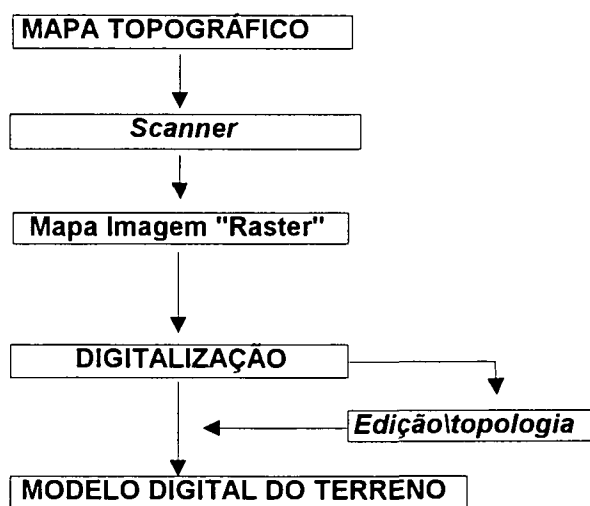 MAPA TOPOGRÁFICO
Scanner
Mapa Imagem "Raster"
DIGITALIZAÇÃO
Edição\topologia
MODELO DIGITAL DO TERRENO